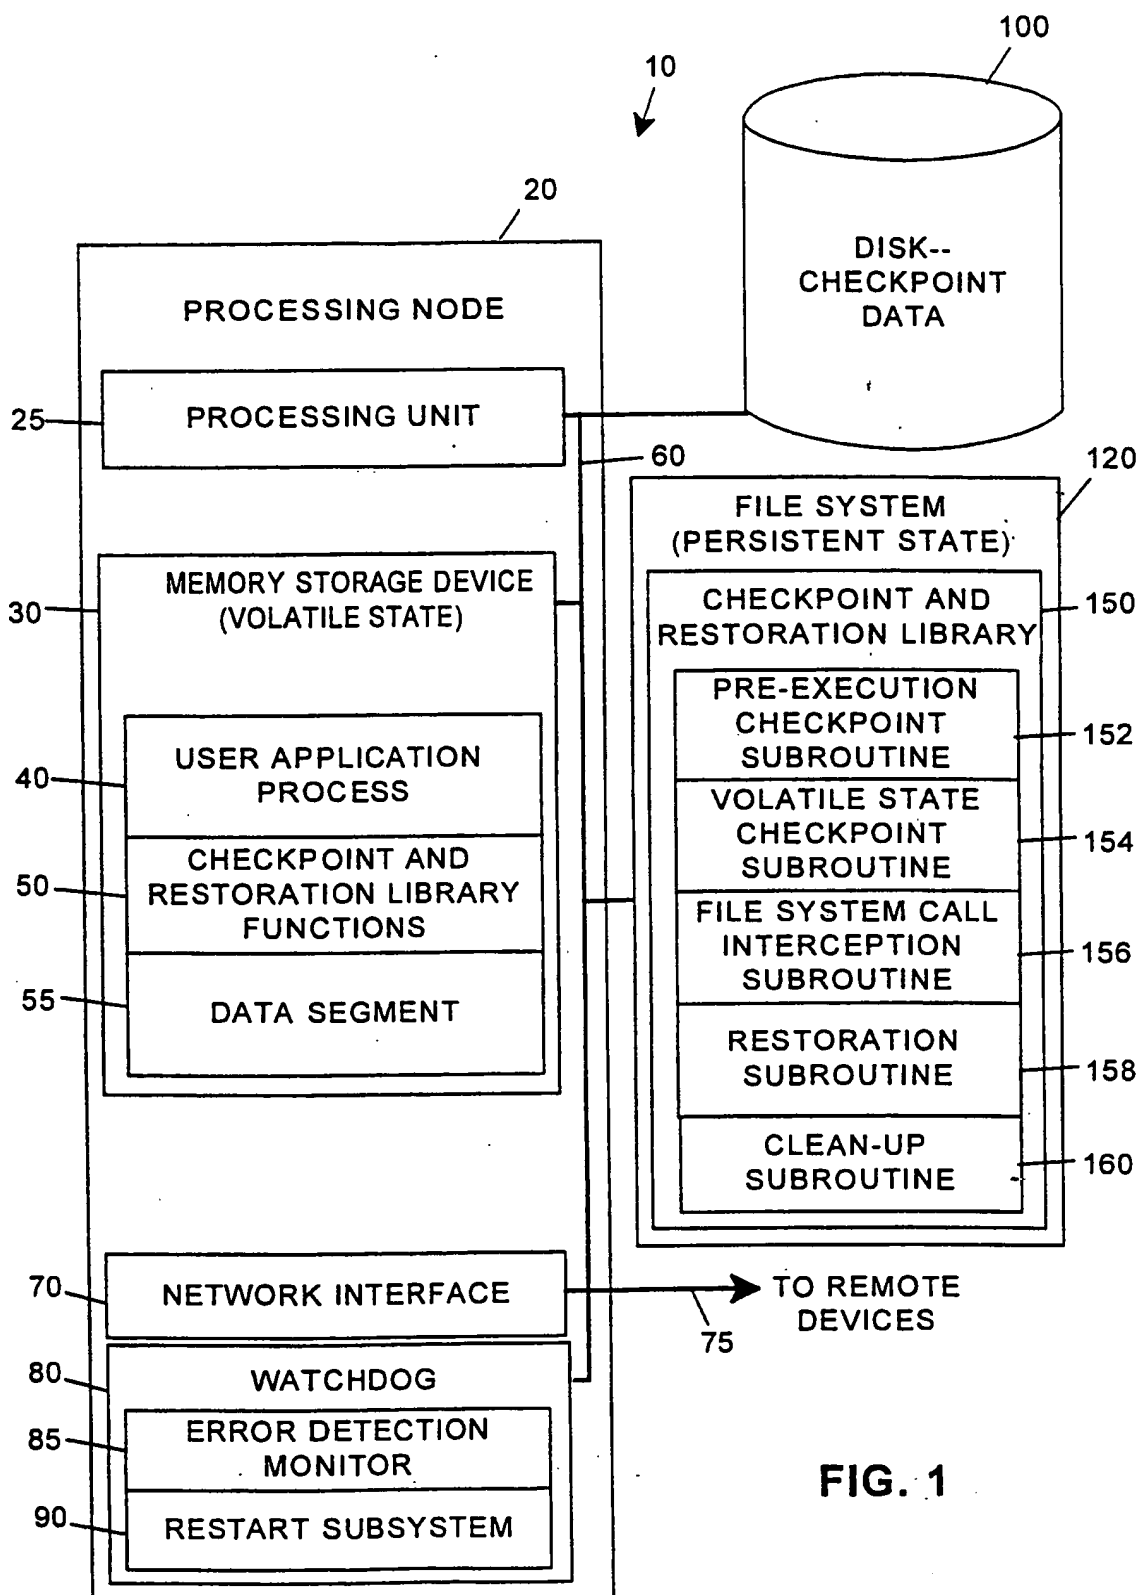 100
10
20
DISK--
CHECKPOINT
DATA
PROCESSING NODE
25
PROCESSING UNIT
60
120
FILE SYSTEM
(PERSISTENT STATE)
30
MEMORY STORAGE DEVICE
(VOLATILE STATE)
CHECKPOINT AND
RESTORATION LIBRARY
150
PRE-EXECUTION
CHECKPOINT
SUBROUTINE
152
40
USER APPLICATION
PROCESS
VOLATILE STATE
CHECKPOINT
SUBROUTINE
154
50
CHECKPOINT AND
RESTORATION LIBRARY
FUNCTIONS
FILE SYSTEM CALL
INTERCEPTION
SUBROUTINE
156
55
DATA SEGMENT
RESTORATION
SUBROUTINE
158
CLEAN-UP
SUBROUTINE
160
70
NETWORK INTERFACE
75
TO REMOTE
DEVICES
80
WATCHDOG
85
ERROR DETECTION
MONITOR
90
RESTART SUBSYSTEM
FIG. 1